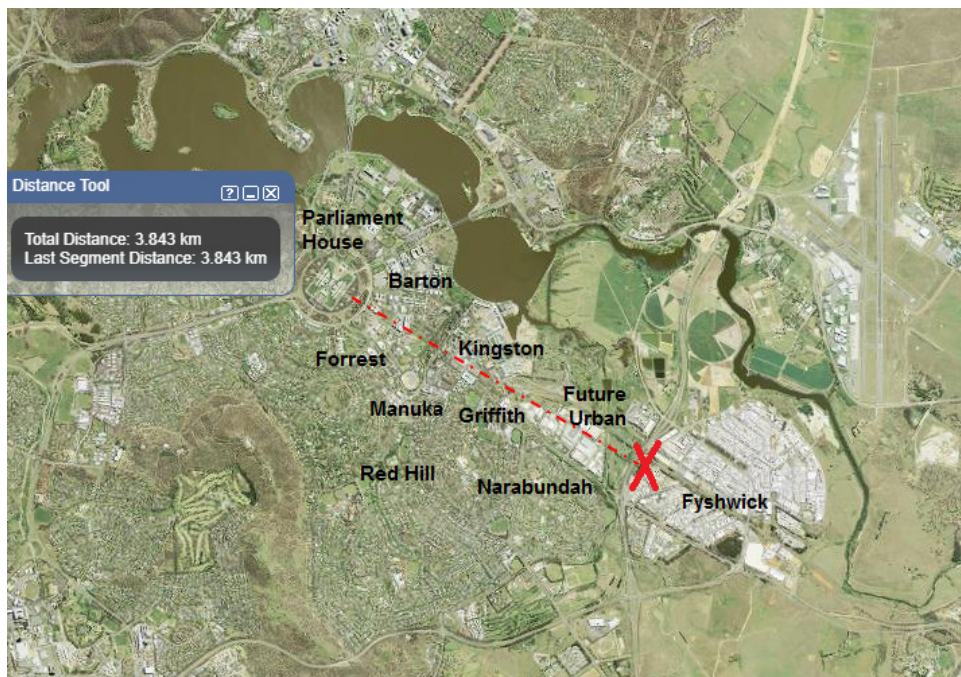 Distance Tool
Total Distance: 3.843 km
Last Segment Distance: 3.843 km
Parliament
House
Barton
Forrest
Kingston
Manuka
Griffith
Future
Urban
Red Hill
Narabundah
Fyshwick